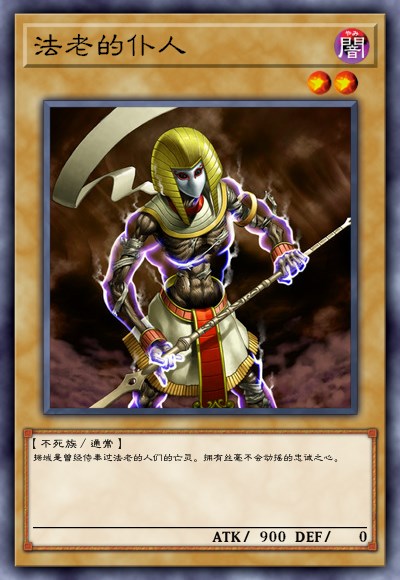 法老的仆人
やみ
闇
【不死族/通常】
据说是曾经侍奉过法老的人们的亡灵。拥有丝毫不会动摇的忠诚之心。
ATK/ 900 DEF/ 0